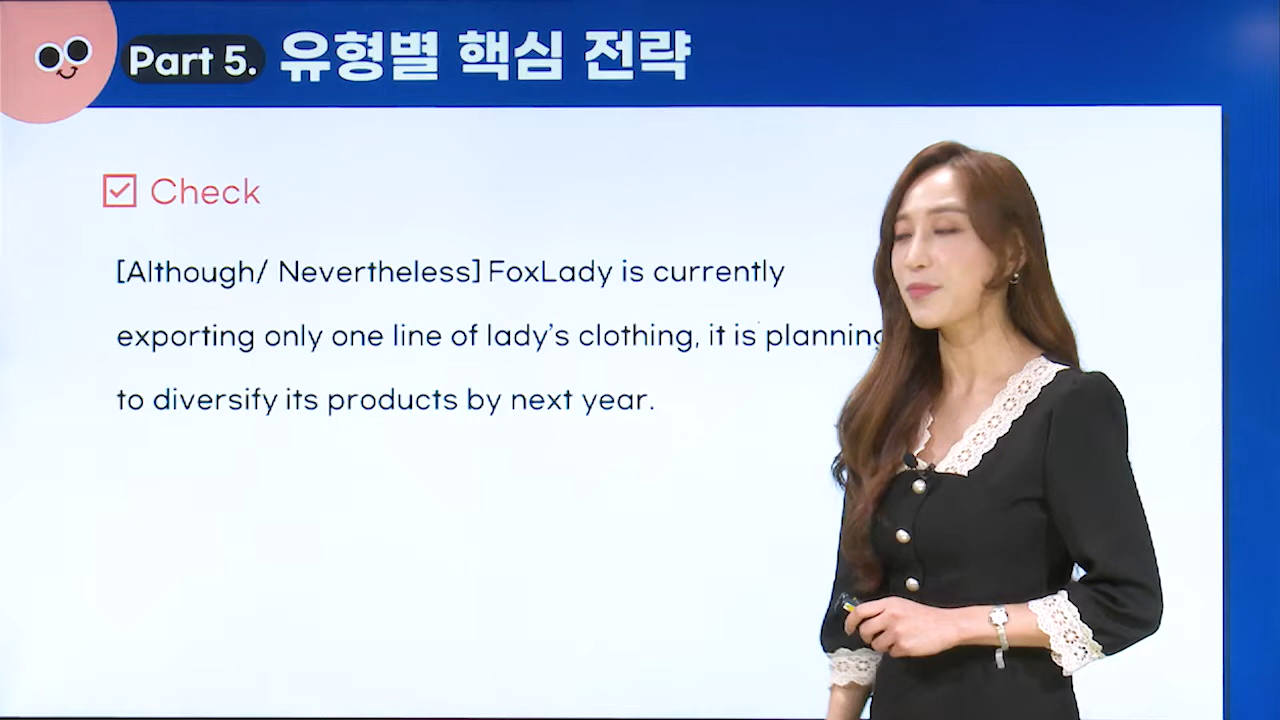 Part 5. 유형별 핵심 전략
Check
[Although/ Nevertheless] FoxLady is currently
exporting only one line of lady's clothing, it is planning
to diversify its products by next year.